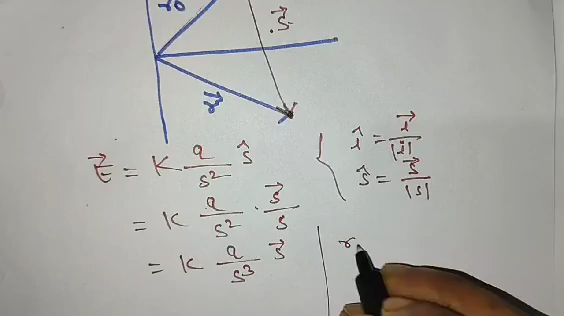 r0
s⃗
r⃗
E⃗ = K q/s² ŝ
= K q/s² · s⃗/s
= K q/s³ s⃗
î = i⃗/|i|
ŝ = s⃗/|s|
r